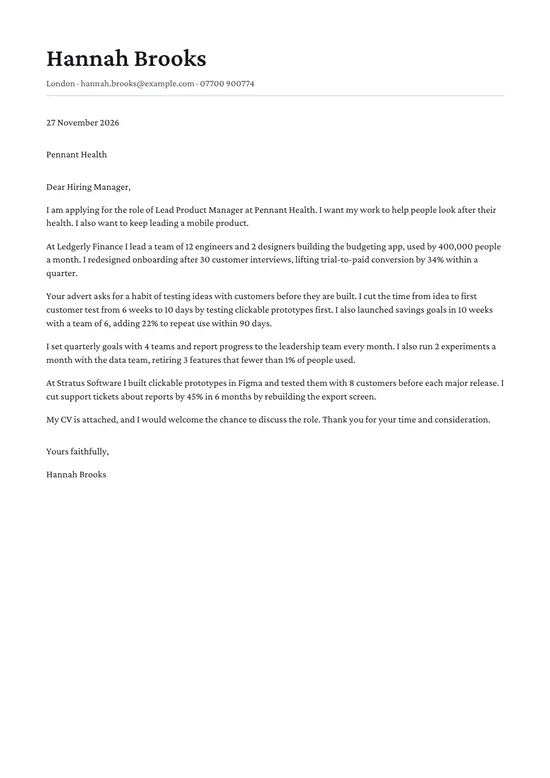 Hannah Brooks
London · hannah.brooks@example.com · 07700 900774
27 November 2026
Pennant Health
Dear Hiring Manager,
I am applying for the role of Lead Product Manager at Pennant Health. I want my work to help people look after their
health. I also want to keep leading a mobile product.
At Ledgerly Finance I lead a team of 12 engineers and 2 designers building the budgeting app, used by 400,000 people
a month. I redesigned onboarding after 30 customer interviews, lifting trial-to-paid conversion by 34% within a
quarter.
Your advert asks for a habit of testing ideas with customers before they are built. I cut the time from idea to first
customer test from 6 weeks to 10 days by testing clickable prototypes first. I also launched savings goals in 10 weeks
with a team of 6, adding 22% to repeat use within 90 days.
I set quarterly goals with 4 teams and report progress to the leadership team every month. I also run 2 experiments a
month with the data team, retiring 3 features that fewer than 1% of people used.
At Stratus Software I built clickable prototypes in Figma and tested them with 8 customers before each major release. I
cut support tickets about reports by 45% in 6 months by rebuilding the export screen.
My CV is attached, and I would welcome the chance to discuss the role. Thank you for your time and consideration.
Yours faithfully,
Hannah Brooks